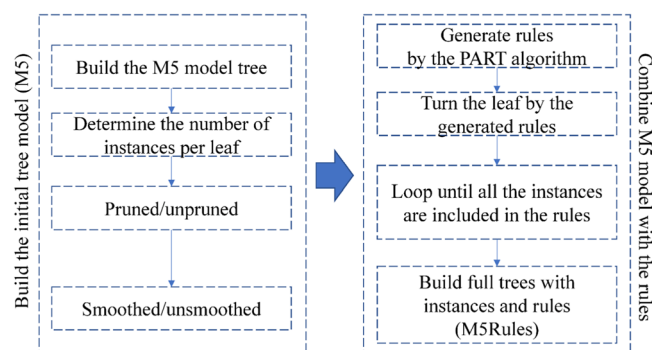 Build the initial tree model (M5)
Build the M5 model tree
Determine the number of
instances per leaf
Pruned/unpruned
Smoothed/unsmoothed
Generate rules
by the PART algorithm
Turn the leaf by the
generated rules
Loop until all the instances
are included in the rules
Build full trees with
instances and rules
(M5Rules)
Combine M5 model with the rules